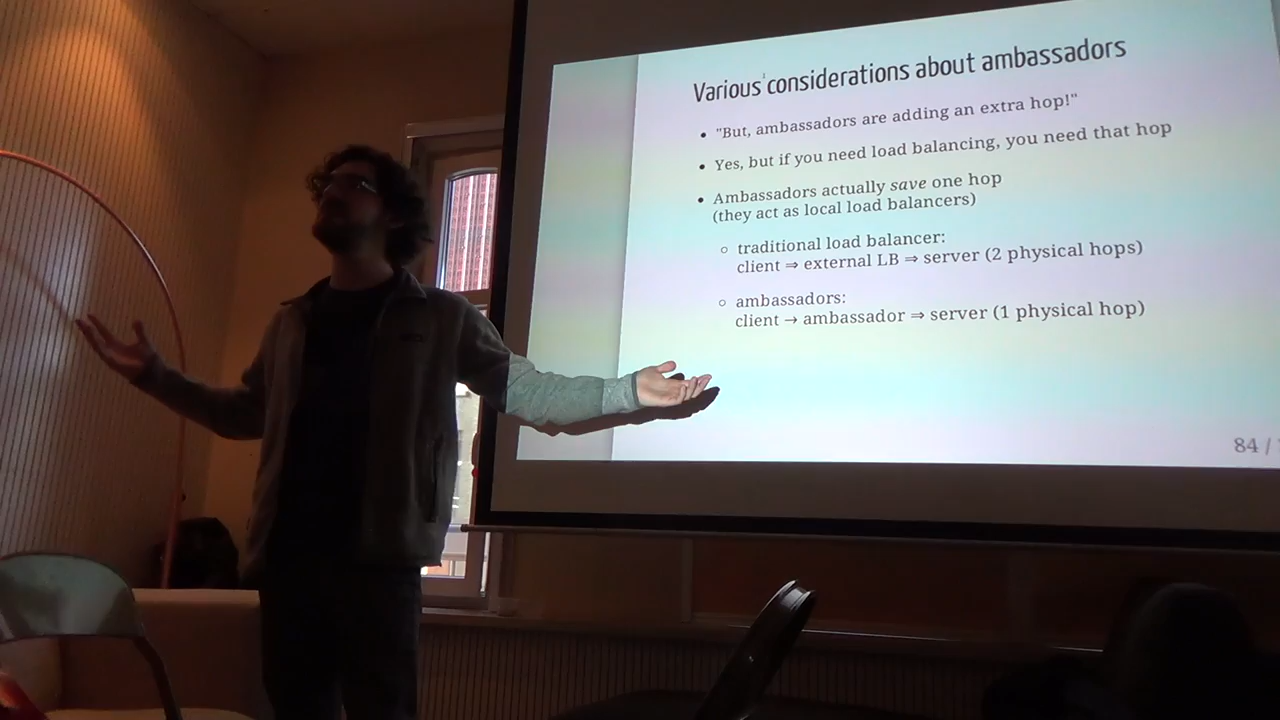 Various considerations about ambassadors
• "But, ambassadors are adding an extra hop!"
• Yes, but if you need load balancing, you need that hop
• Ambassadors actually save one hop
(they act as local load balancers)
○ traditional load balancer:
client ⇒ external LB ⇒ server (2 physical hops)
○ ambassadors:
client → ambassador ⇒ server (1 physical hop)
84 /